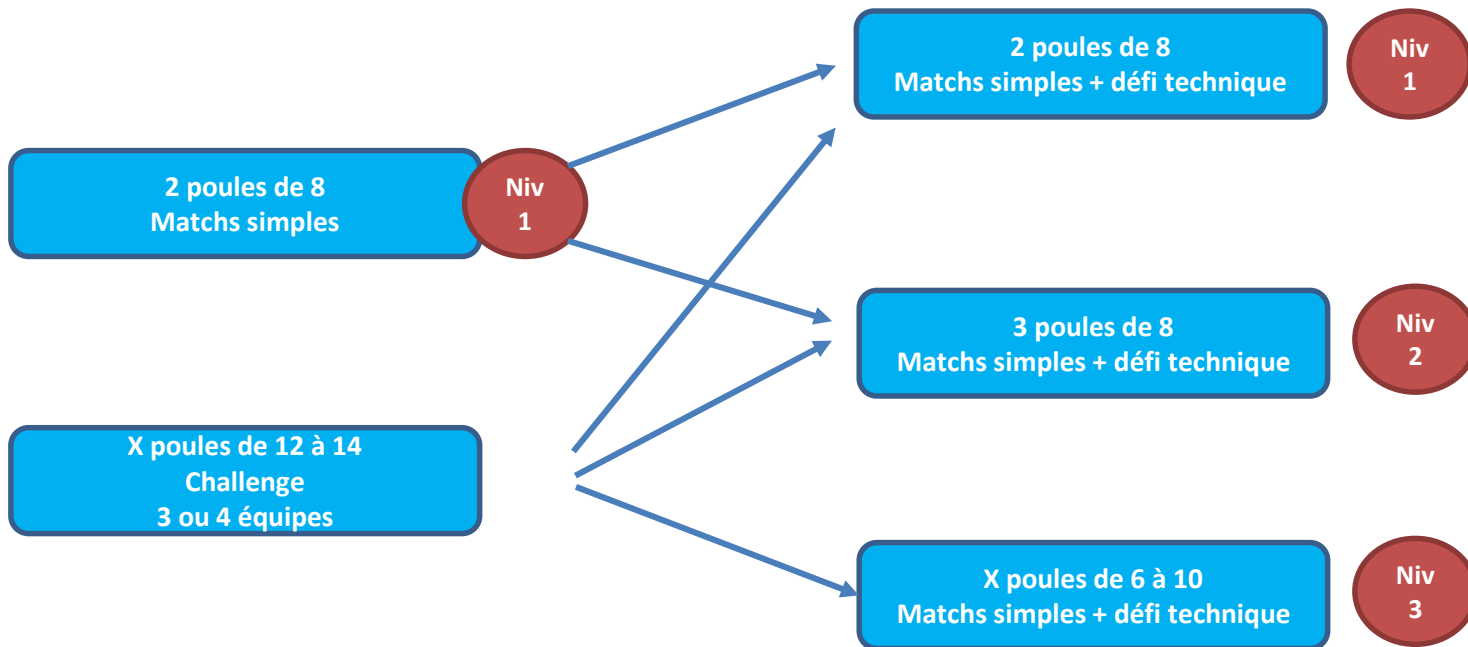 2 poules de 8
Matchs simples
Niv
1
X poules de 12 à 14
Challenge
3 ou 4 équipes
2 poules de 8
Matchs simples + défi technique
Niv
1
3 poules de 8
Matchs simples + défi technique
Niv
2
X poules de 6 à 10
Matchs simples + défi technique
Niv
3